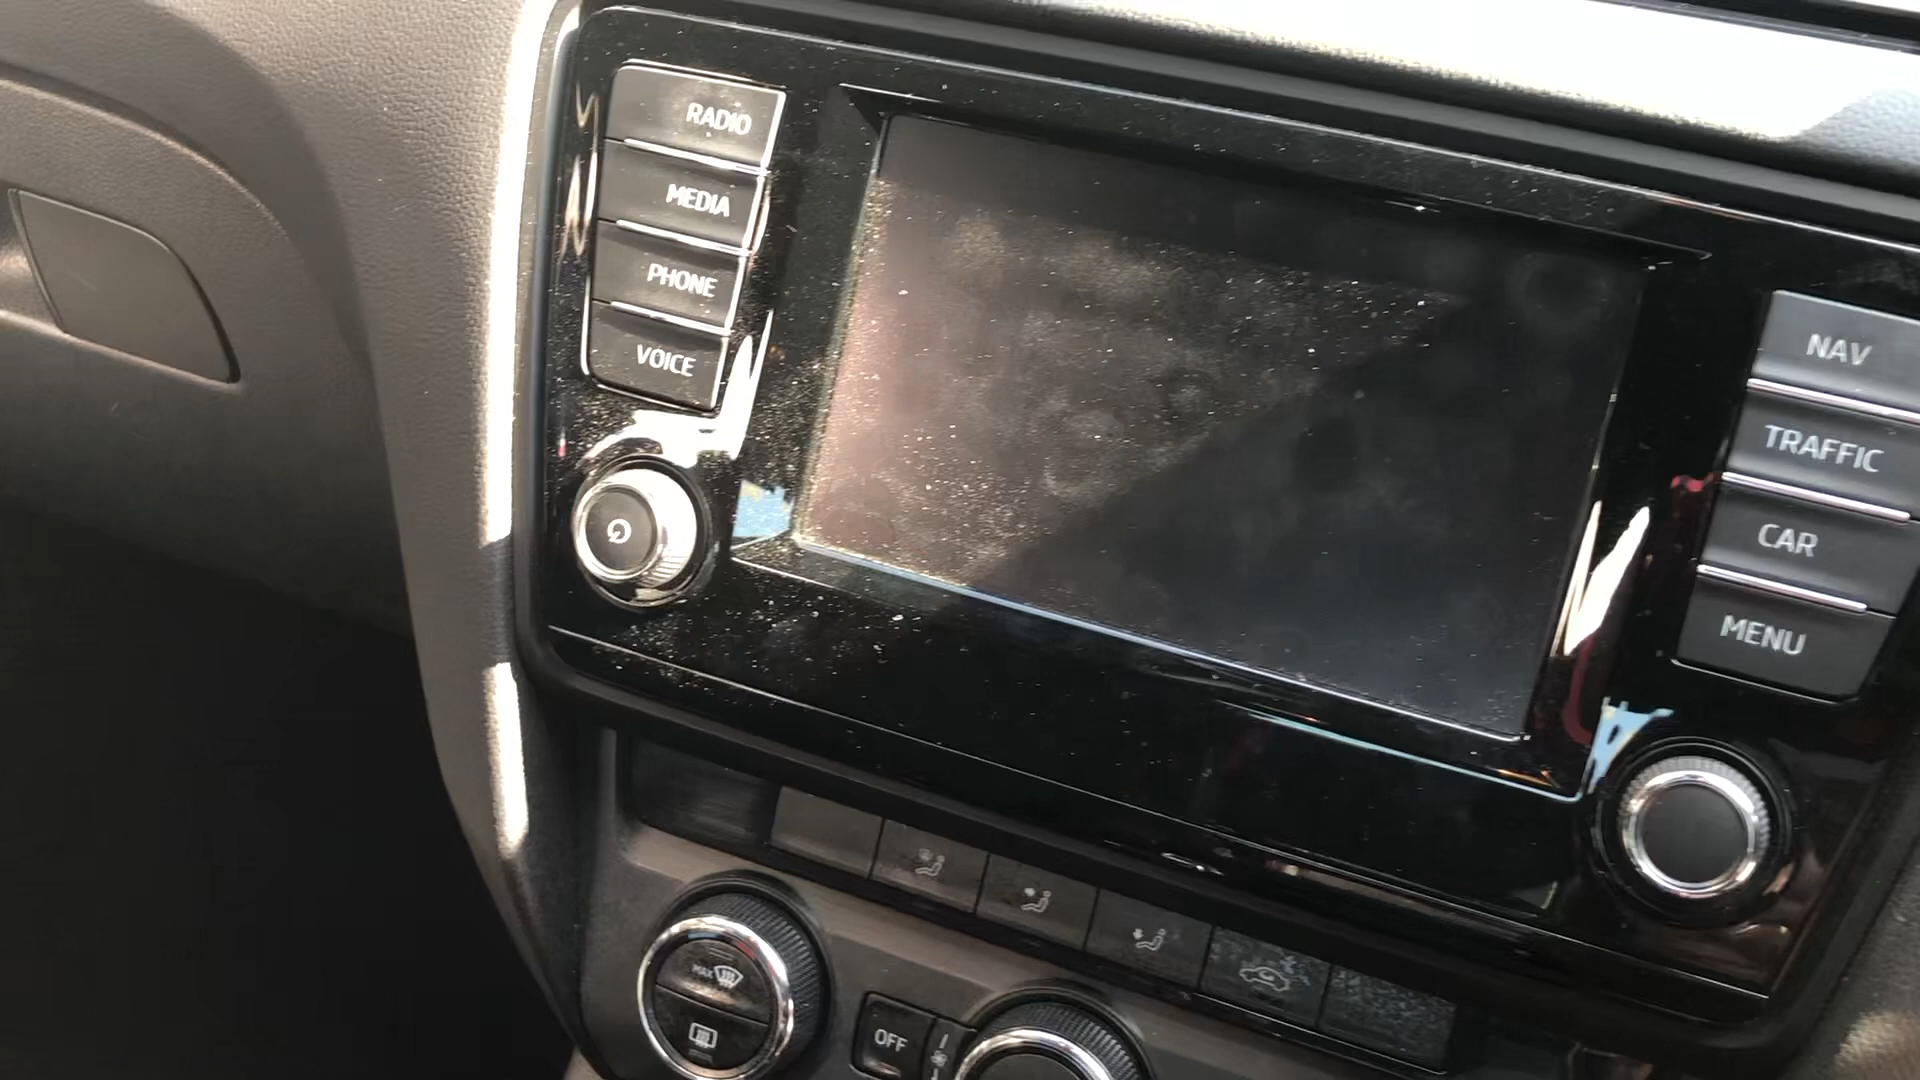 RADIO
MEDIA
PHONE
VOICE
NAV
TRAFFIC
CAR
MENU
MAX
OFF